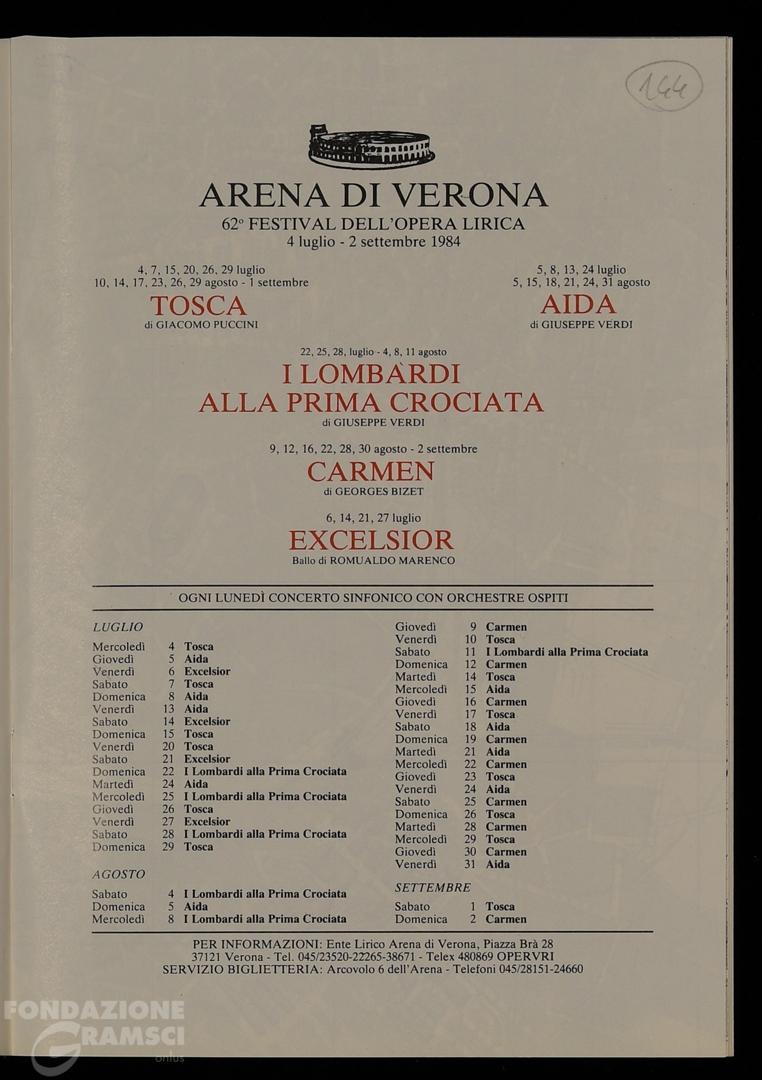 144
ARENA DI VERONA
62º FESTIVAL DELL'OPERA LIRICA
4 luglio - 2 settembre 1984
4, 7, 15, 20, 26, 29 luglio
10, 14, 17, 23, 26, 29 agosto - 1 settembre
TOSCA
di GIACOMO PUCCINI
5, 8, 13, 24 luglio
5, 15, 18, 21, 24, 31 agosto
AIDA
di GIUSEPPE VERDI
22, 25, 28, luglio - 4, 8, 11 agosto
I LOMBARDI
ALLA PRIMA CROCIATA
di GIUSEPPE VERDI
9, 12, 16, 22, 28, 30 agosto - 2 settembre
CARMEN
di GEORGES BIZET
6, 14, 21, 27 luglio
EXCELSIOR
Ballo di ROMUALDO MARENCO
OGNI LUNEDÌ CONCERTO SINFONICO CON ORCHESTRE OSPITI
LUGLIO
Mercoledì 4 Tosca
Giovedì 5 Aida
Venerdì 6 Excelsior
Sabato 7 Tosca
Domenica 8 Aida
Venerdì 13 Aida
Sabato 14 Excelsior
Domenica 15 Tosca
Venerdì 20 Tosca
Sabato 21 Excelsior
Domenica 22 I Lombardi alla Prima Crociata
Martedì 24 Aida
Mercoledì 25 I Lombardi alla Prima Crociata
Giovedì 26 Tosca
Venerdì 27 Excelsior
Sabato 28 I Lombardi alla Prima Crociata
Domenica 29 Tosca
AGOSTO
Sabato 4 I Lombardi alla Prima Crociata
Domenica 5 Aida
Mercoledì 8 I Lombardi alla Prima Crociata
Giovedì 9 Carmen
Venerdì 10 Tosca
Sabato 11 I Lombardi alla Prima Crociata
Domenica 12 Carmen
Martedì 14 Tosca
Mercoledì 15 Aida
Giovedì 16 Carmen
Venerdì 17 Tosca
Sabato 18 Aida
Domenica 19 Carmen
Martedì 21 Aida
Mercoledì 22 Carmen
Giovedì 23 Tosca
Venerdì 24 Aida
Sabato 25 Carmen
Domenica 26 Tosca
Martedì 28 Carmen
Mercoledì 29 Tosca
Giovedì 30 Carmen
Venerdì 31 Aida
SETTEMBRE
Sabato 1 Tosca
Domenica 2 Carmen
PER INFORMAZIONI: Ente Lirico Arena di Verona, Piazza Brà 28
37121 Verona - Tel. 045/23520-22265-38671 - Telex 480869 OPERVRI
SERVIZIO BIGLIETTERIA: Arcovolo 6 dell'Arena - Telefoni 045/28151-24660
FONDAZIONE
GRAMSCI
onlus